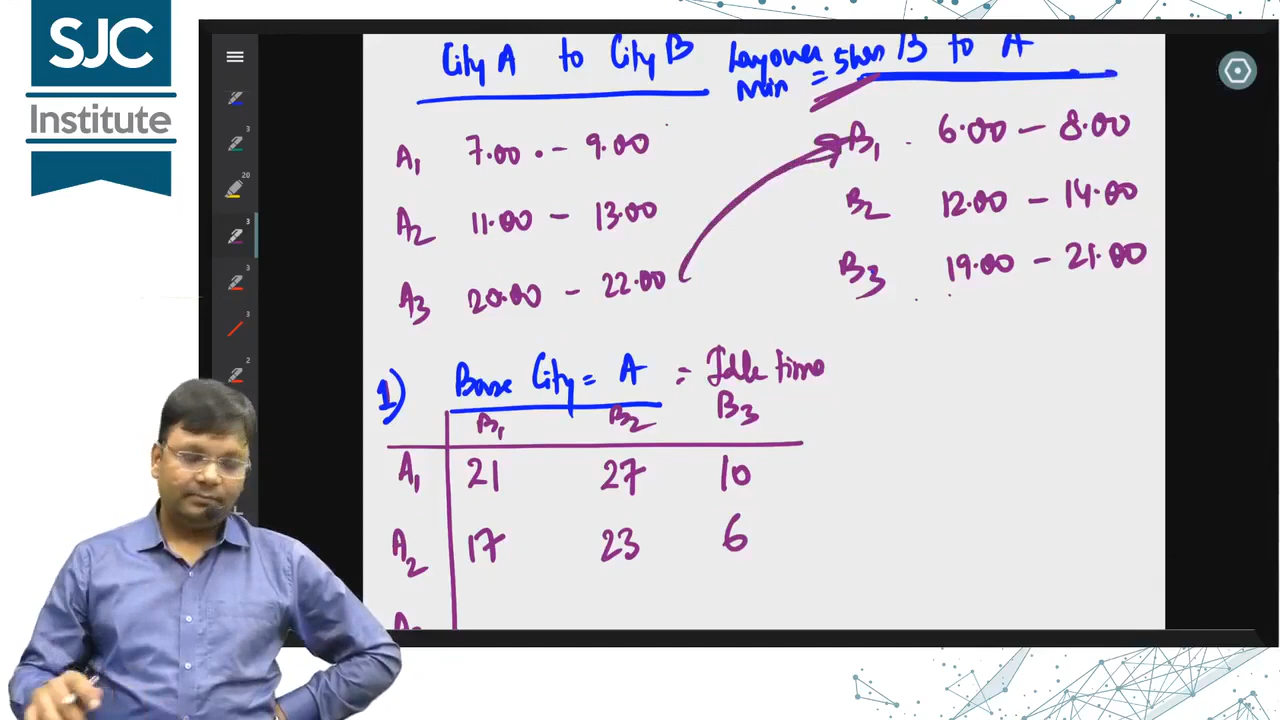 SJC
Institute
City A to City B Layover min = 5hrs B to A
A1 7.00 - 9.00 B1 6.00 - 8.00
A2 11.00 - 13.00 B2 12.00 - 14.00
A3 20.00 - 22.00 B3 19.00 - 21.00
1) Base City = A = Idle time
B1 B2 B3
A1 21 27 10
A2 17 23 6